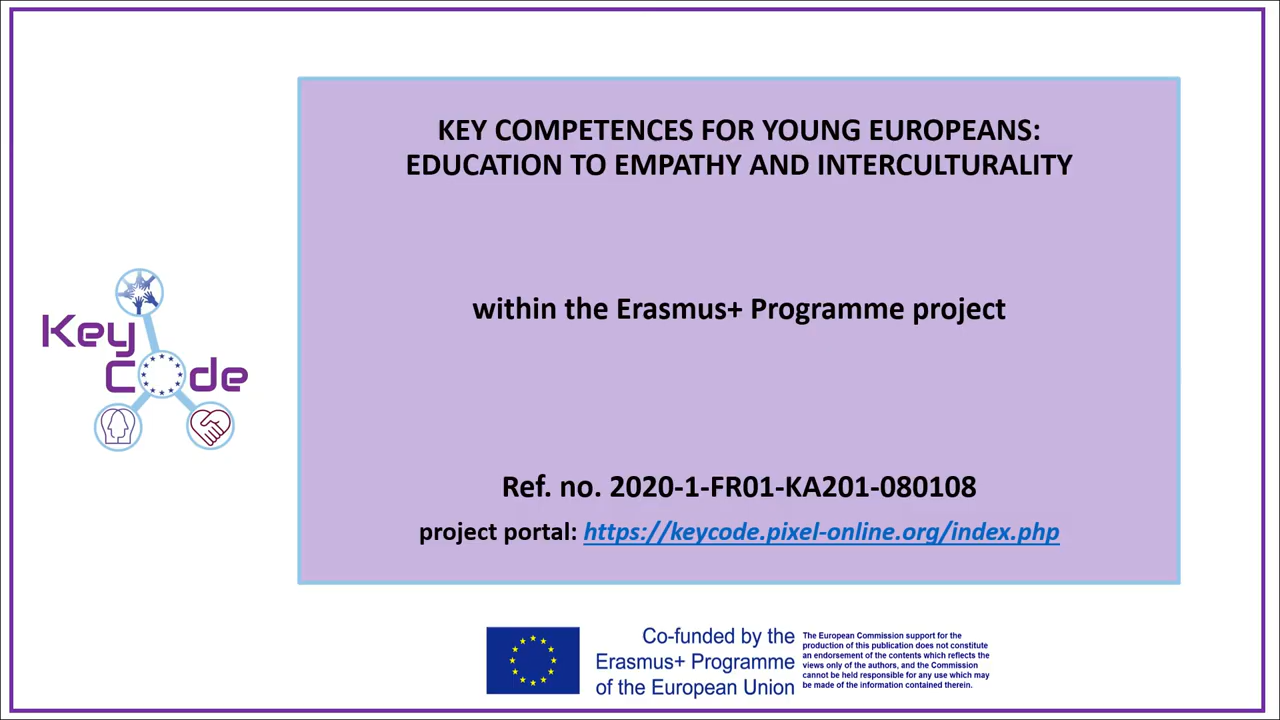 KEY COMPETENCES FOR YOUNG EUROPEANS:
EDUCATION TO EMPATHY AND INTERCULTURALITY
within the Erasmus+ Programme project
Key
COde
Ref. no. 2020-1-FR01-KA201-080108
project portal: https://keycode.pixel-online.org/index.php
Co-funded by the
Erasmus+ Programme
of the European Union
The European Commission support for the
production of this publication does not constitute
an endorsement of the contents which reflects the
views only of the authors, and the Commission
cannot be held responsible for any use which may
be made of the information contained therein.